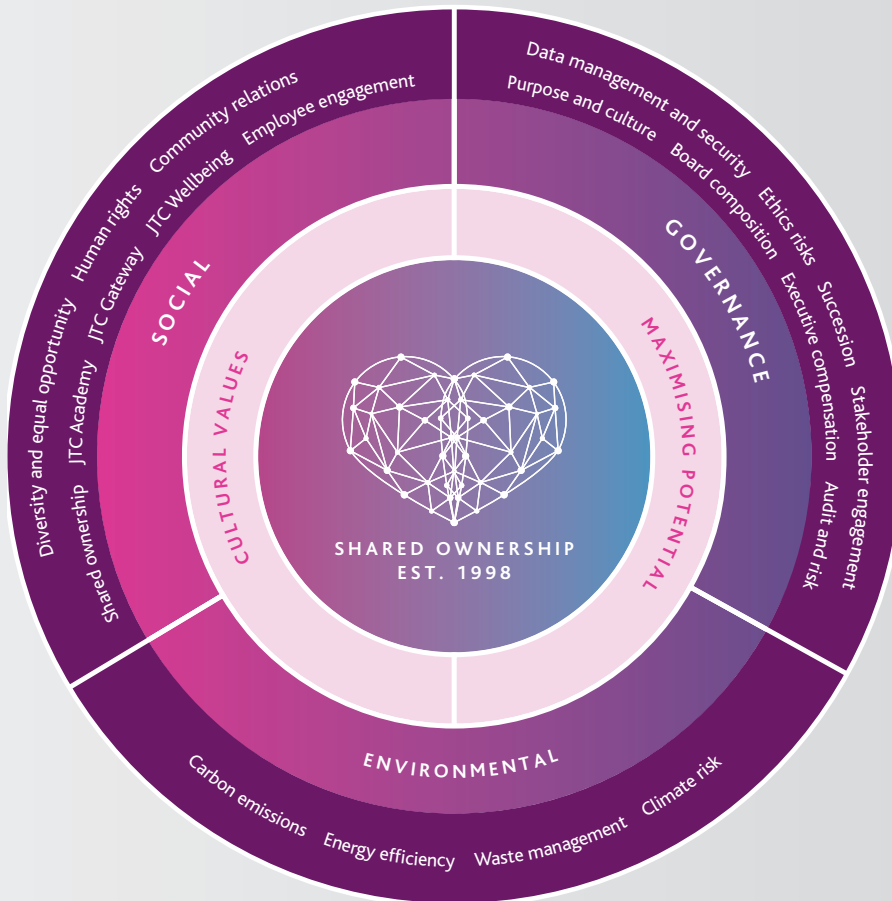 Community relations
Employee engagement
Human rights
JTC Wellbeing
Diversity and equal opportunity
JTC Gateway
JTC Academy
Shared ownership
SOCIAL
Data management and security
Purpose and culture
Ethics risks
Board composition
Succession
Executive compensation
Stakeholder engagement
Audit and risk
GOVERNANCE
CULTURAL VALUES
MAXIMISING POTENTIAL
SHARED OWNERSHIP
EST. 1998
ENVIRONMENTAL
Carbon emissions
Energy efficiency
Waste management
Climate risk